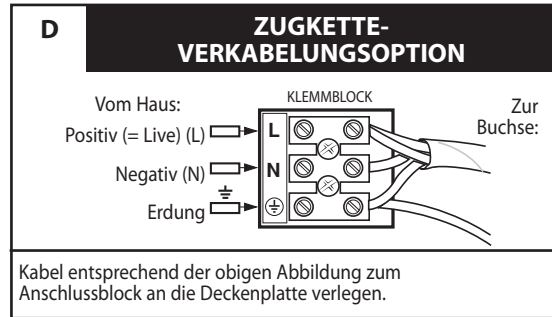 D
ZUGKETTE-
VERKABELUNGSOPTION
KLEMMBLOCK
Vom Haus:
Zur
Buchse:
Positiv (= Live) (L)
L
Negativ (N)
N
Erdung
Kabel entsprechend der obigen Abbildung zum
Anschlussblock an die Deckenplatte verlegen.